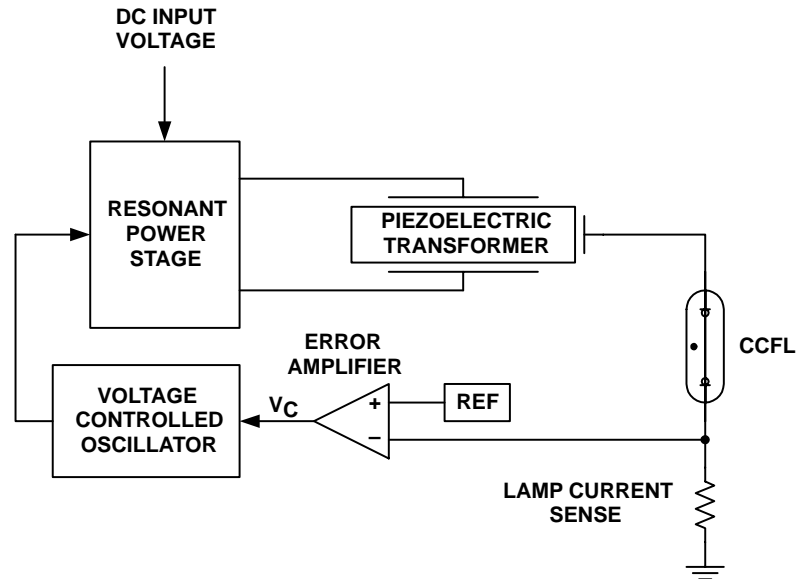 DC INPUT
VOLTAGE
RESONANT
POWER
STAGE
PIEZOELECTRIC
TRANSFORMER
CCFL
ERROR
AMPLIFIER
VOLTAGE
CONTROLLED
OSCILLATOR
VC
+
REF
–
LAMP CURRENT
SENSE